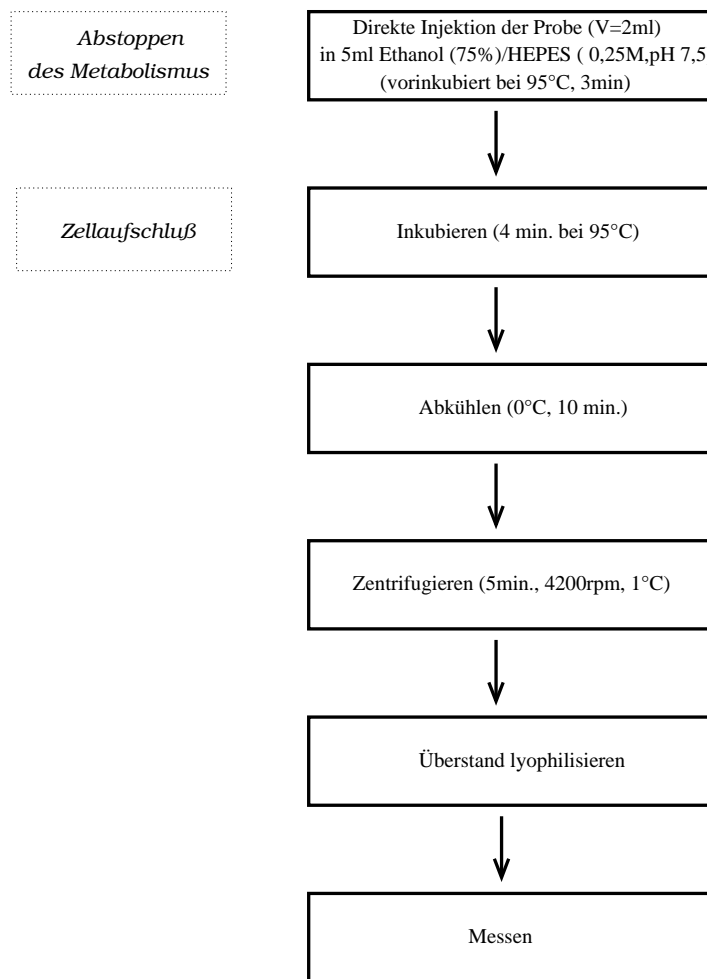 Abstoppen
des Metabolismus
Direkte Injektion der Probe (V=2ml)
in 5ml Ethanol (75%)/HEPES ( 0,25M,pH 7,5
(vorinkubiert bei 95°C, 3min)
Zellaufschluß
Inkubieren (4 min. bei 95°C)
Abkühlen (0°C, 10 min.)
Zentrifugieren (5min., 4200rpm, 1°C)
Überstand lyophilisieren
Messen